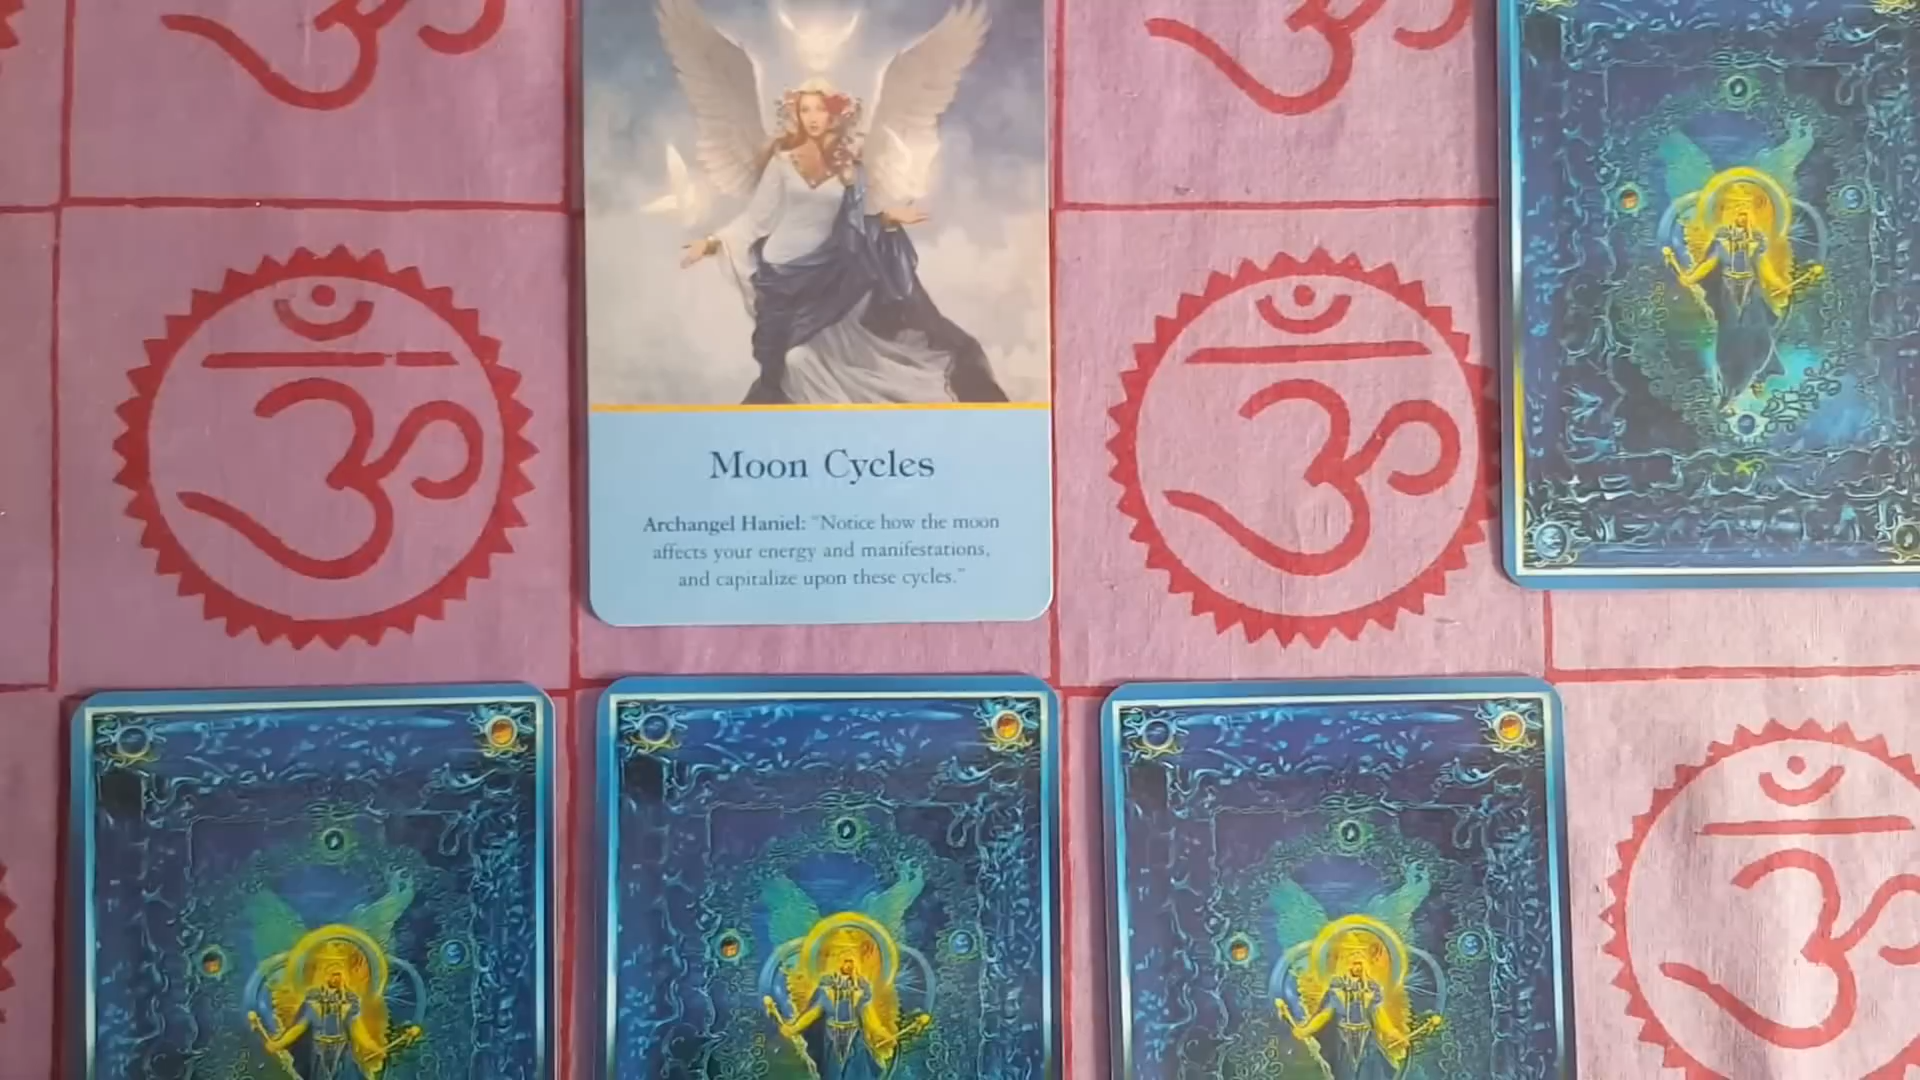 Moon Cycles
Archangel Haniel: "Notice how the moon
affects your energy and manifestations,
and capitalize upon these cycles."
ॐ
ॐ
ॐ